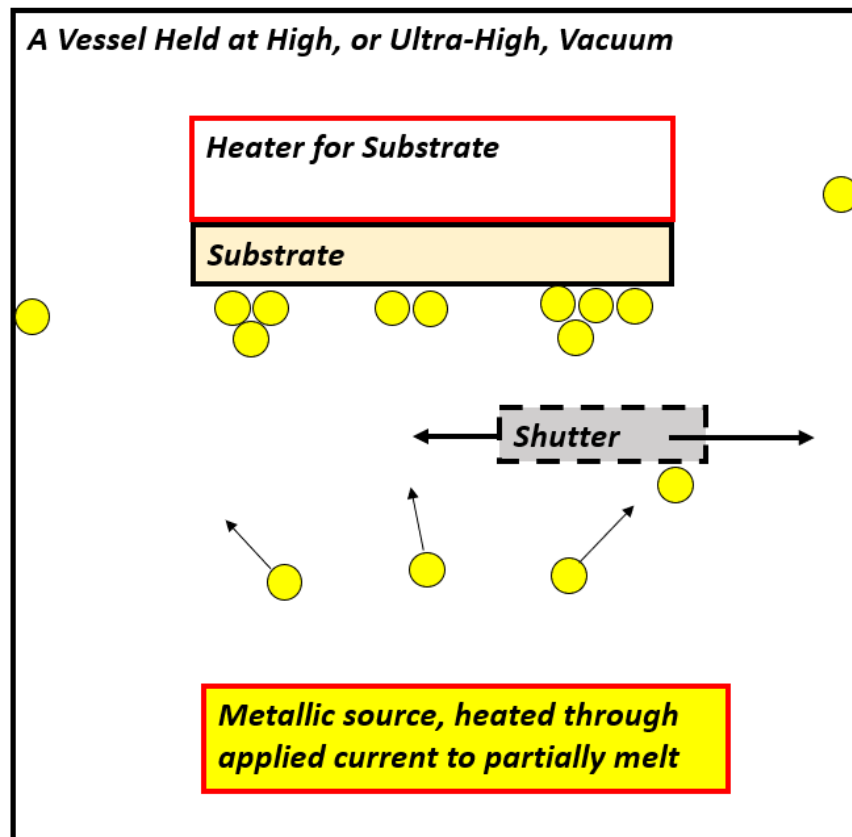 A Vessel Held at High, or Ultra-High, Vacuum
Heater for Substrate
Substrate
Shutter
Metallic source, heated through
applied current to partially melt